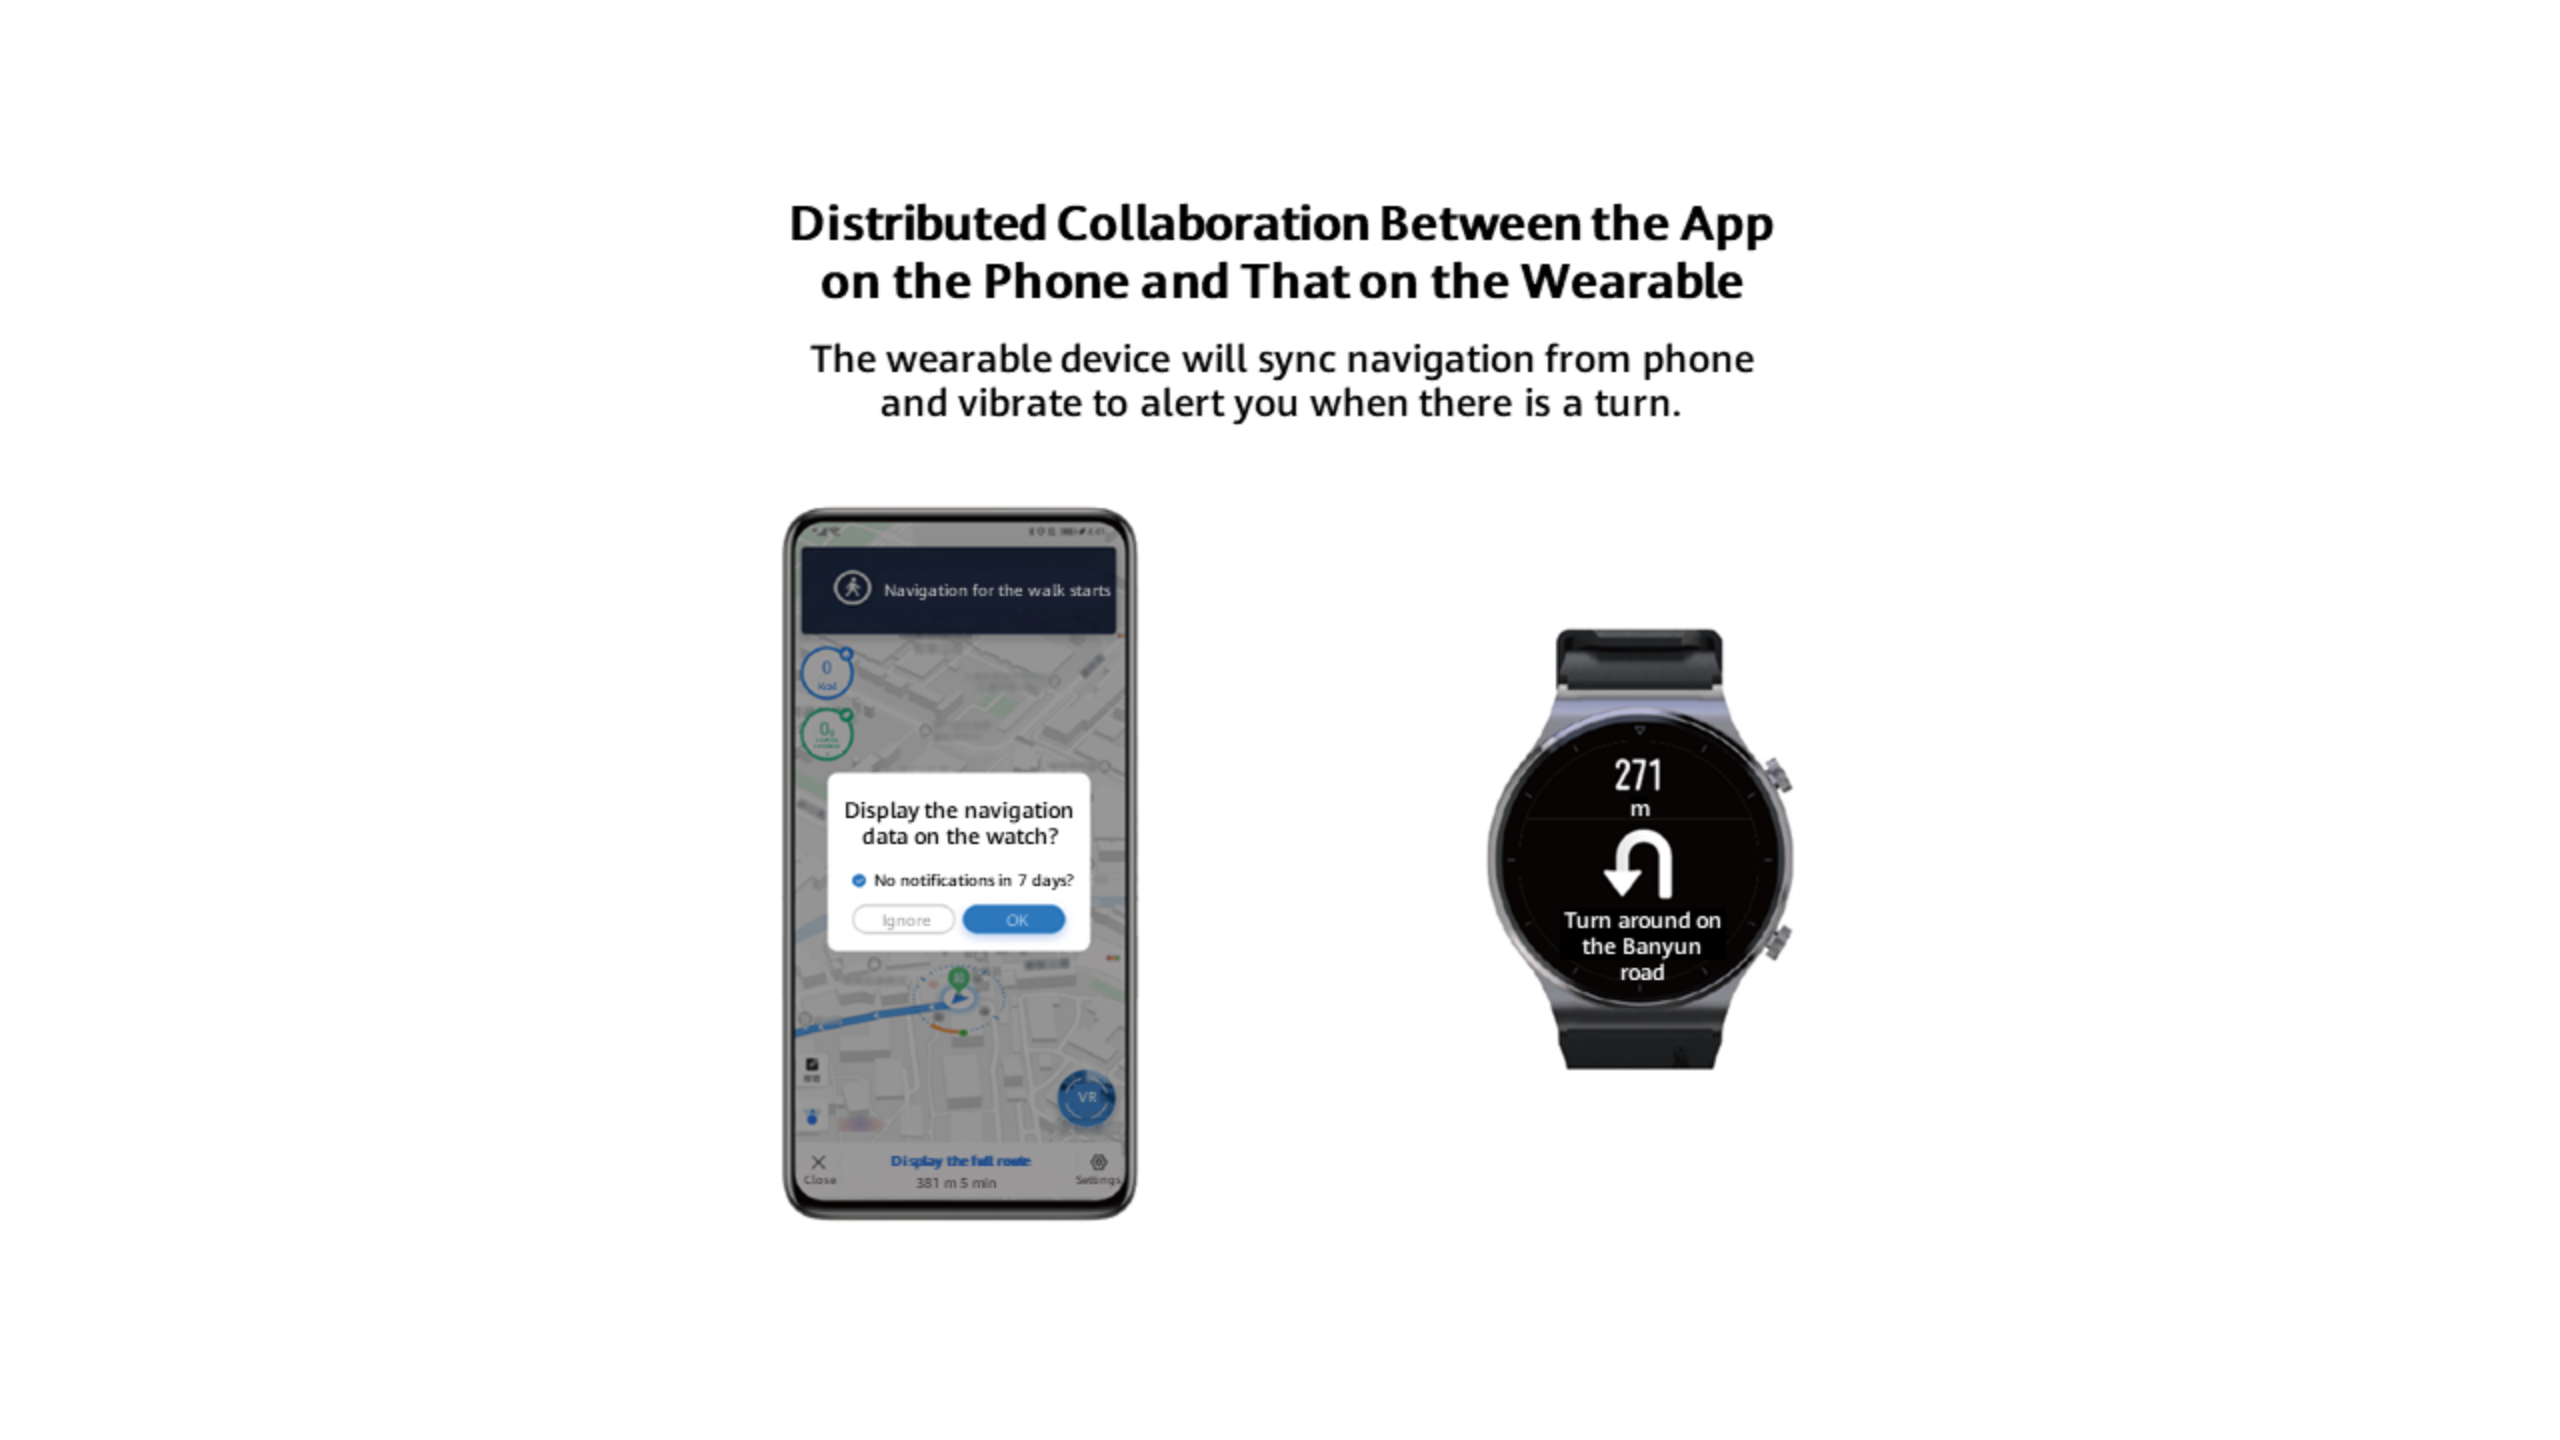 Distributed Collaboration Between the App
on the Phone and That on the Wearable
The wearable device will sync navigation from phone
and vibrate to alert you when there is a turn.
Navigation for the walk starts
0
Kcal
Display the navigation
data on the watch?
No notifications in 7 days?
Ignore
OK
VR
Close
Display the full route
381 m 5 min
Settings
271
m
Turn around on
the Banyun
road